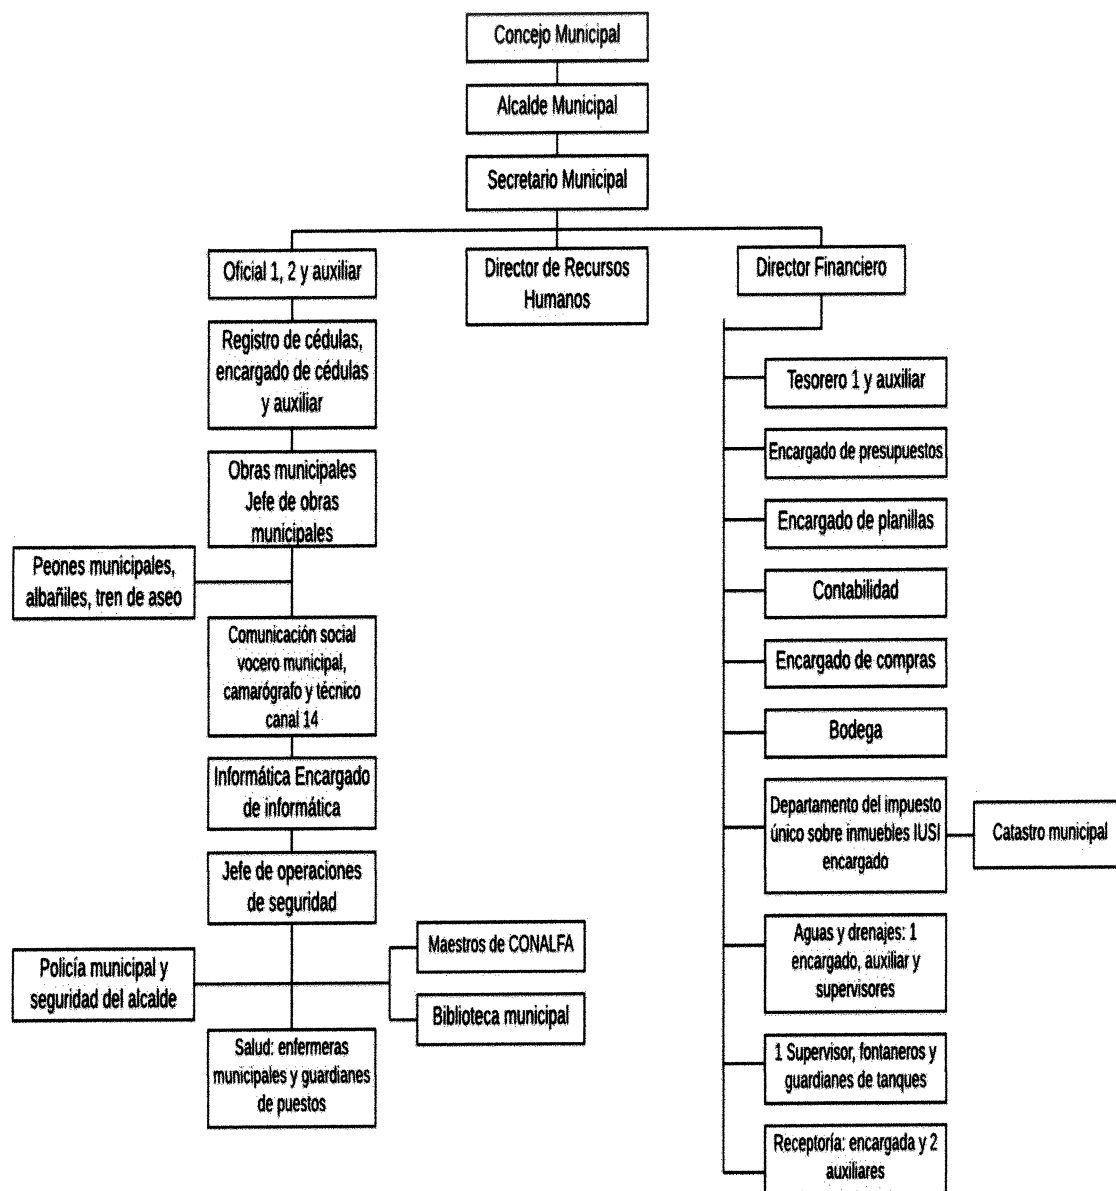 Concejo Municipal
Alcalde Municipal
Secretario Municipal
Oficial 1, 2 y auxiliar
Director de Recursos
Humanos
Director Financiero
Registro de cédulas,
encargado de cédulas
y auxiliar
Obras municipales
Jefe de obras
municipales
Peones municipales,
albañiles, tren de aseo
Comunicación social
vocero municipal,
camarógrafo y técnico
canal 14
Informática Encargado
de informática
Jefe de operaciones
de seguridad
Policía municipal y
seguridad del alcalde
Maestros de CONALFA
Biblioteca municipal
Salud: enfermeras
municipales y guardianes
de puestos
Tesorero 1 y auxiliar
Encargado de presupuestos
Encargado de planillas
Contabilidad
Encargado de compras
Bodega
Departamento del impuesto
único sobre inmuebles IUSI
encargado
Catastro municipal
Aguas y drenajes: 1
encargado, auxiliar y
supervisores
1 Supervisor, fontaneros y
guardianes de tanques
Receptoría: encargada y 2
auxiliares